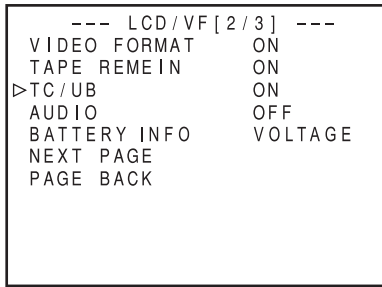 --- LCD/VF[2/3] ---
VIDEO FORMAT ON
TAPE REMEIN ON
▷TC/UB ON
AUDIO OFF
BATTERY INFO VOLTAGE
NEXT PAGE
PAGE BACK